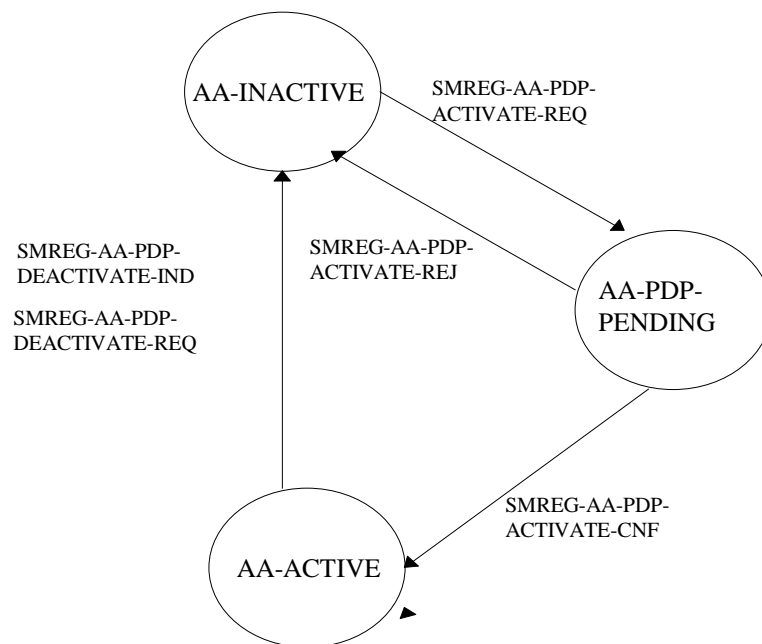 AA-INACTIVE
SMREG-AA-PDP-
ACTIVATE-REQ
SMREG-AA-PDP-
DEACTIVATE-IND
SMREG-AA-PDP-
DEACTIVATE-REQ
SMREG-AA-PDP-
ACTIVATE-REJ
AA-PDP-
PENDING
SMREG-AA-PDP-
ACTIVATE-CNF
AA-ACTIVE